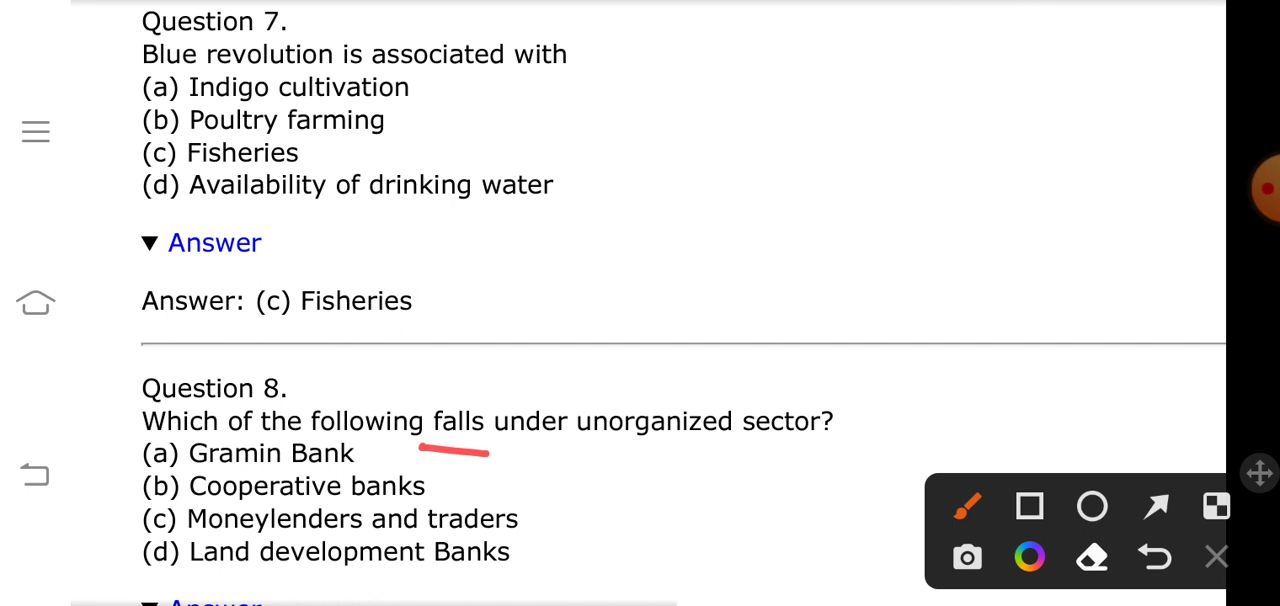 Question 7.
Blue revolution is associated with
(a) Indigo cultivation
(b) Poultry farming
(c) Fisheries
(d) Availability of drinking water
▼ Answer
Answer: (c) Fisheries
Question 8.
Which of the following falls under unorganized sector?
(a) Gramin Bank
(b) Cooperative banks
(c) Moneylenders and traders
(d) Land development Banks
▼ Answer